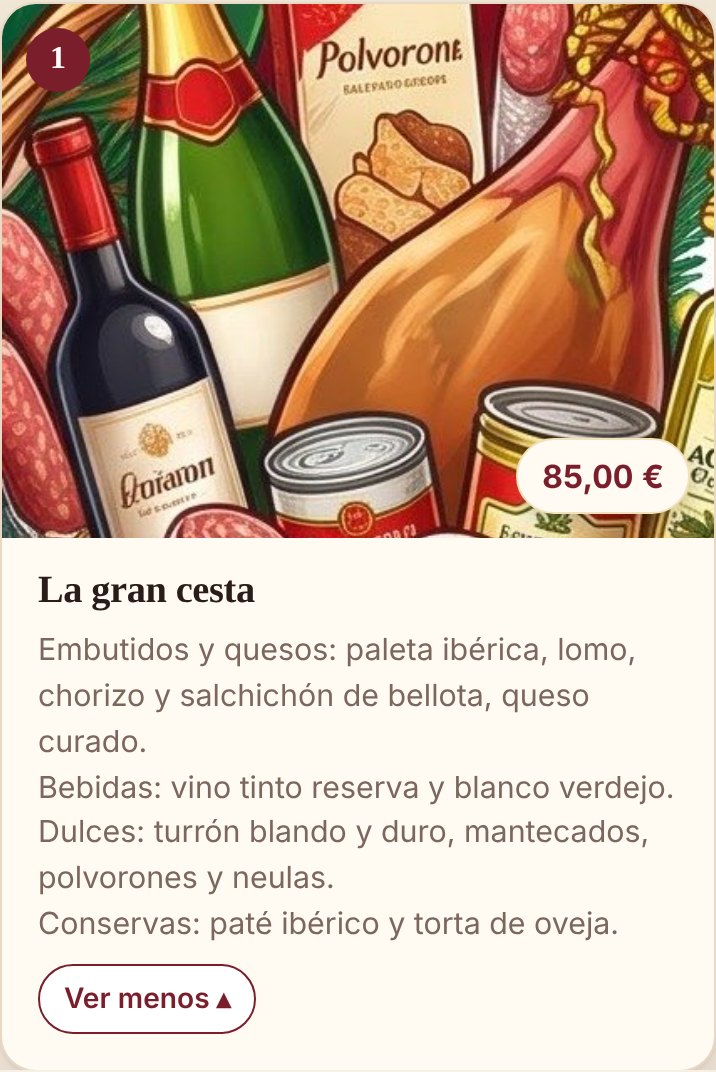 1
Polvorone
85,00 €
La gran cesta
Embutidos y quesos: paleta ibérica, lomo,
chorizo y salchichón de bellota, queso
curado.
Bebidas: vino tinto reserva y blanco verdejo.
Dulces: turrón blando y duro, mantecados,
polvorones y neulas.
Conservas: paté ibérico y torta de oveja.
Ver menos ▴